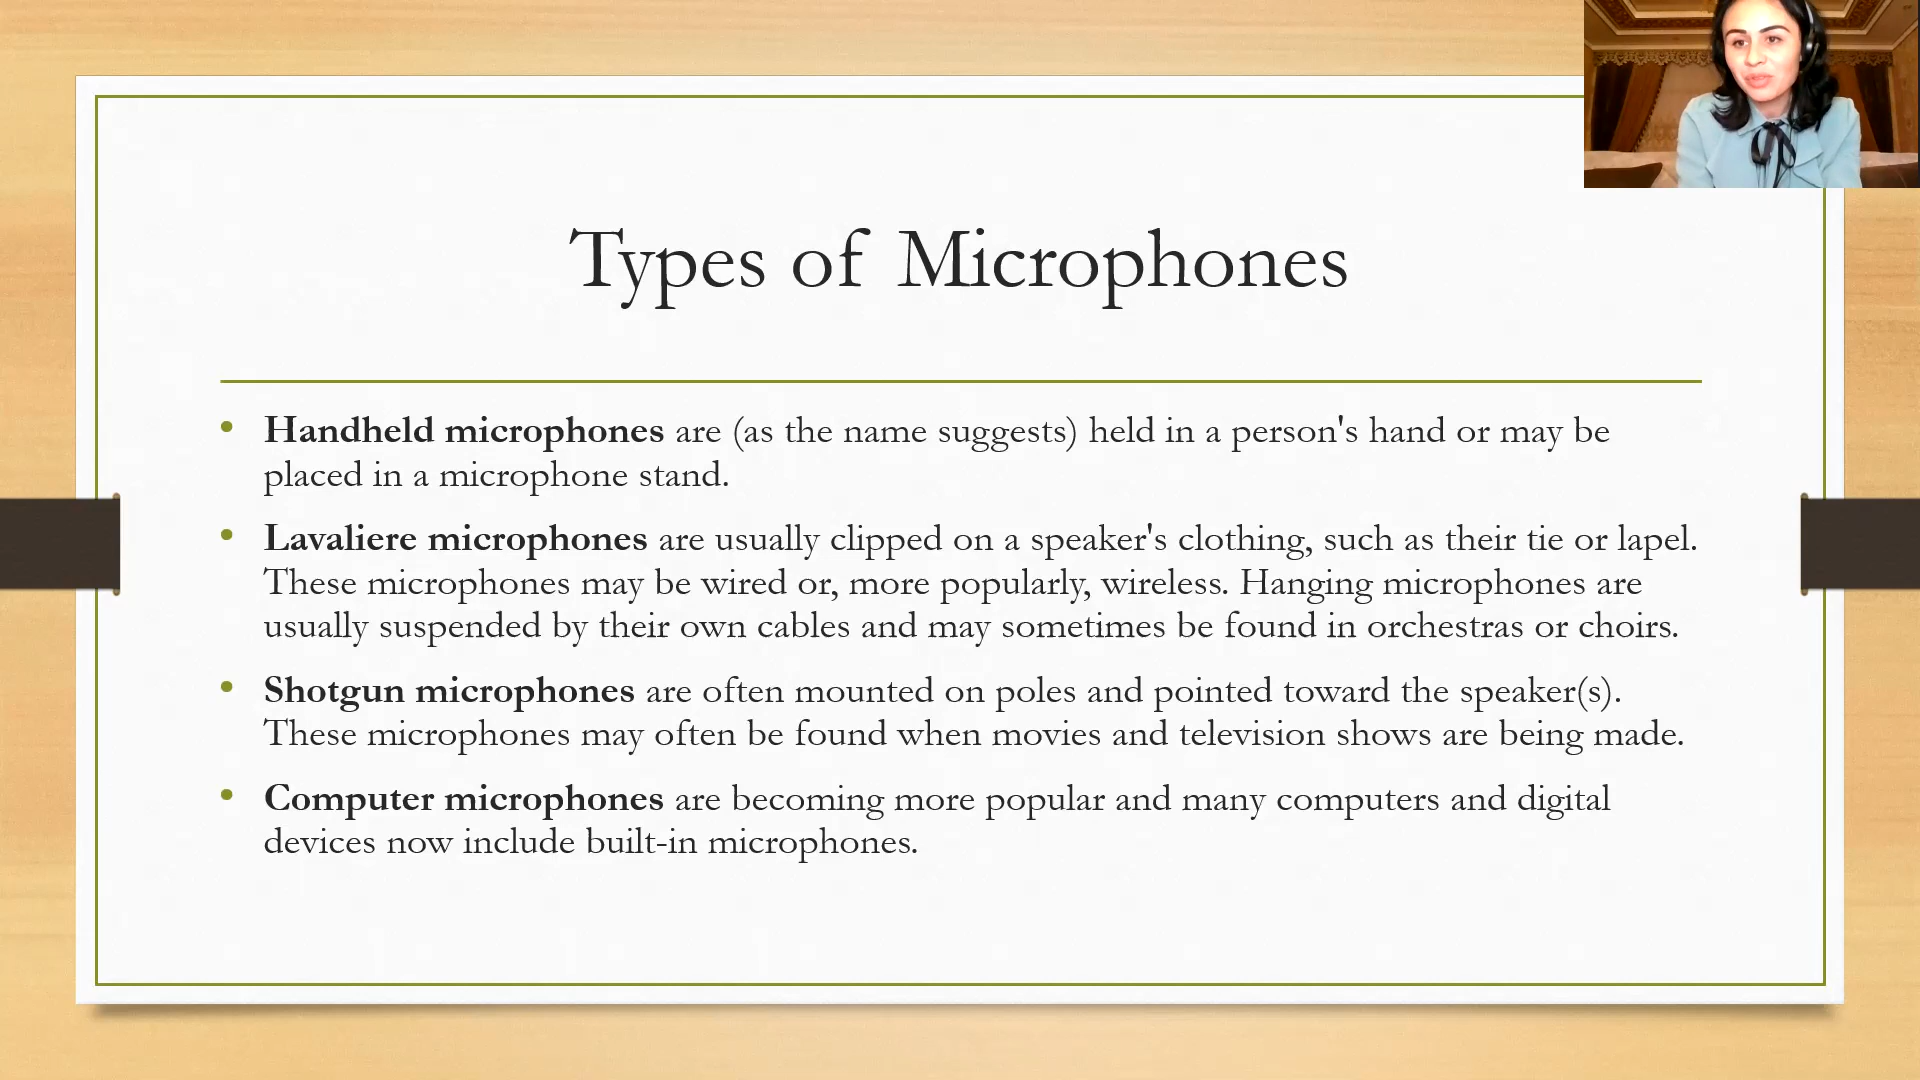 Types of Microphones
Handheld microphones are (as the name suggests) held in a person's hand or may be
placed in a microphone stand.
Lavaliere microphones are usually clipped on a speaker's clothing, such as their tie or lapel.
These microphones may be wired or, more popularly, wireless. Hanging microphones are
usually suspended by their own cables and may sometimes be found in orchestras or choirs.
Shotgun microphones are often mounted on poles and pointed toward the speaker(s).
These microphones may often be found when movies and television shows are being made.
Computer microphones are becoming more popular and many computers and digital
devices now include built-in microphones.